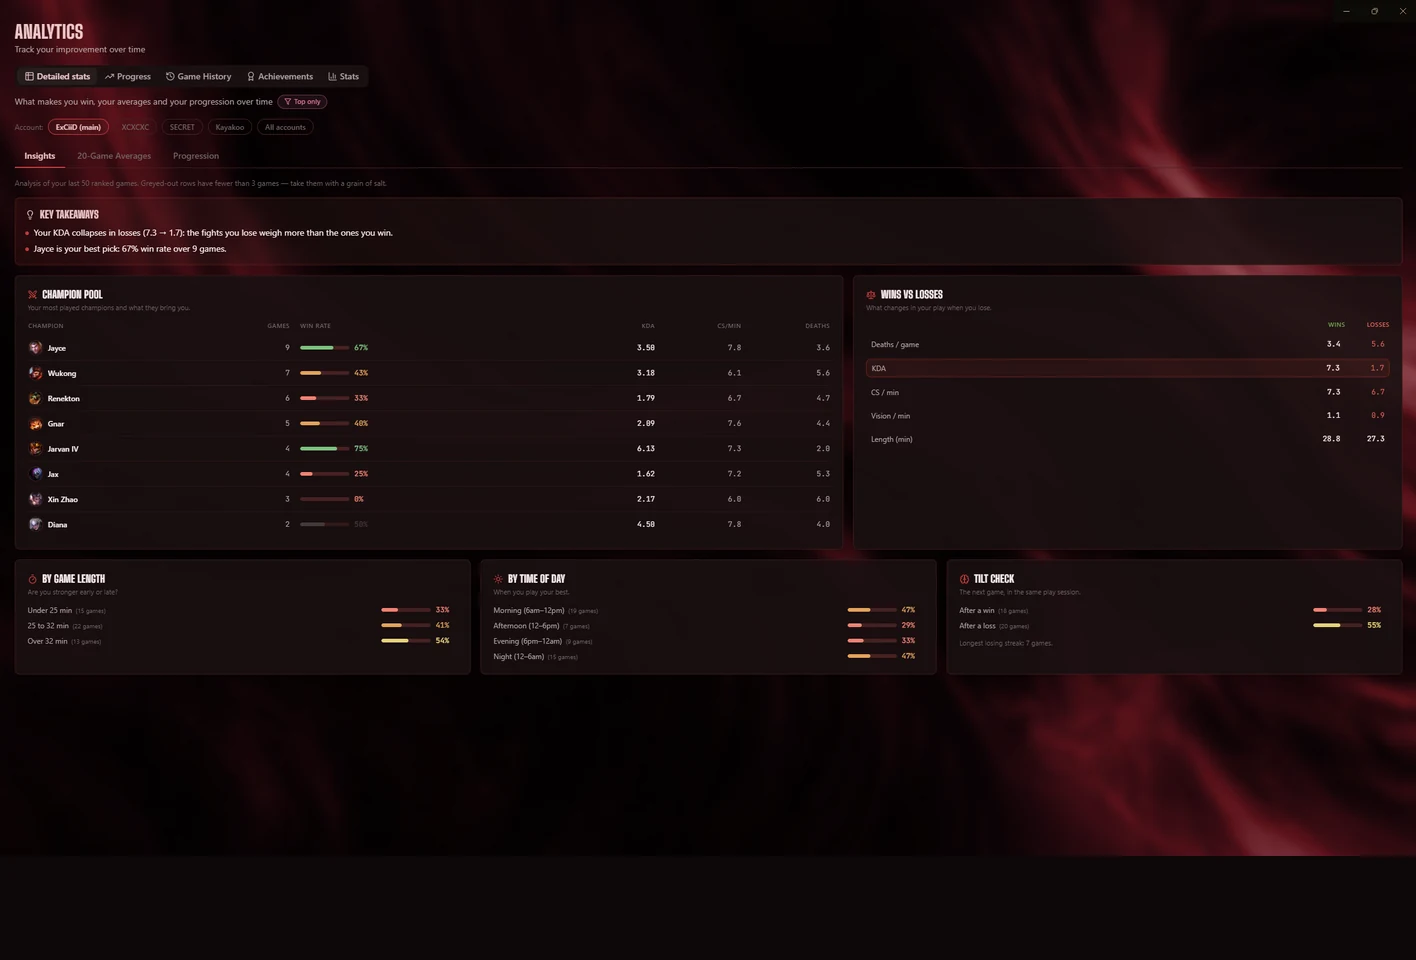 ANALYTICS
Track your improvement over time
Detailed stats Progress Game History Achievements Stats
What makes you win, your averages and your progression over time Top only
Account: ExCiiD (main) XCXCXC SECRET Kayakoo All accounts
Insights 20-Game Averages Progression
Analysis of your last 50 ranked games. Greyed-out rows have fewer than 3 games — take them with a grain of salt.
KEY TAKEAWAYS
• Your KDA collapses in losses (7.3 → 1.7): the fights you lose weigh more than the ones you win.
• Jayce is your best pick: 67% win rate over 9 games.
CHAMPION POOL
Your most played champions and what they bring you.
CHAMPION GAMES WIN RATE KDA CS/MIN DEATHS
Jayce 9 67% 3.50 7.8 3.6
Wukong 7 43% 3.18 6.1 5.6
Renekton 6 33% 1.79 6.7 4.7
Gnar 5 40% 2.09 7.6 4.4
Jarvan IV 4 75% 6.13 7.3 2.0
Jax 4 25% 1.62 7.2 5.3
Xin Zhao 3 0% 2.17 6.0 6.0
Diana 2 50% 4.50 7.8 4.0
WINS VS LOSSES
What changes in your play when you lose.
WINS LOSSES
Deaths / game 3.4 5.6
KDA 7.3 1.7
CS / min 7.3 6.7
Vision / min 1.1 0.9
Length (min) 28.8 27.3
BY GAME LENGTH
Are you stronger early or late?
Under 25 min (15 games) 33%
25 to 32 min (22 games) 41%
Over 32 min (13 games) 54%
BY TIME OF DAY
When you play your best.
Morning (6am–12pm) (19 games) 47%
Afternoon (12–6pm) (7 games) 29%
Evening (6pm–12am) (9 games) 33%
Night (12–6am) (15 games) 47%
TILT CHECK
The next game, in the same play session.
After a win (18 games) 28%
After a loss (20 games) 55%
Longest losing streak: 7 games.